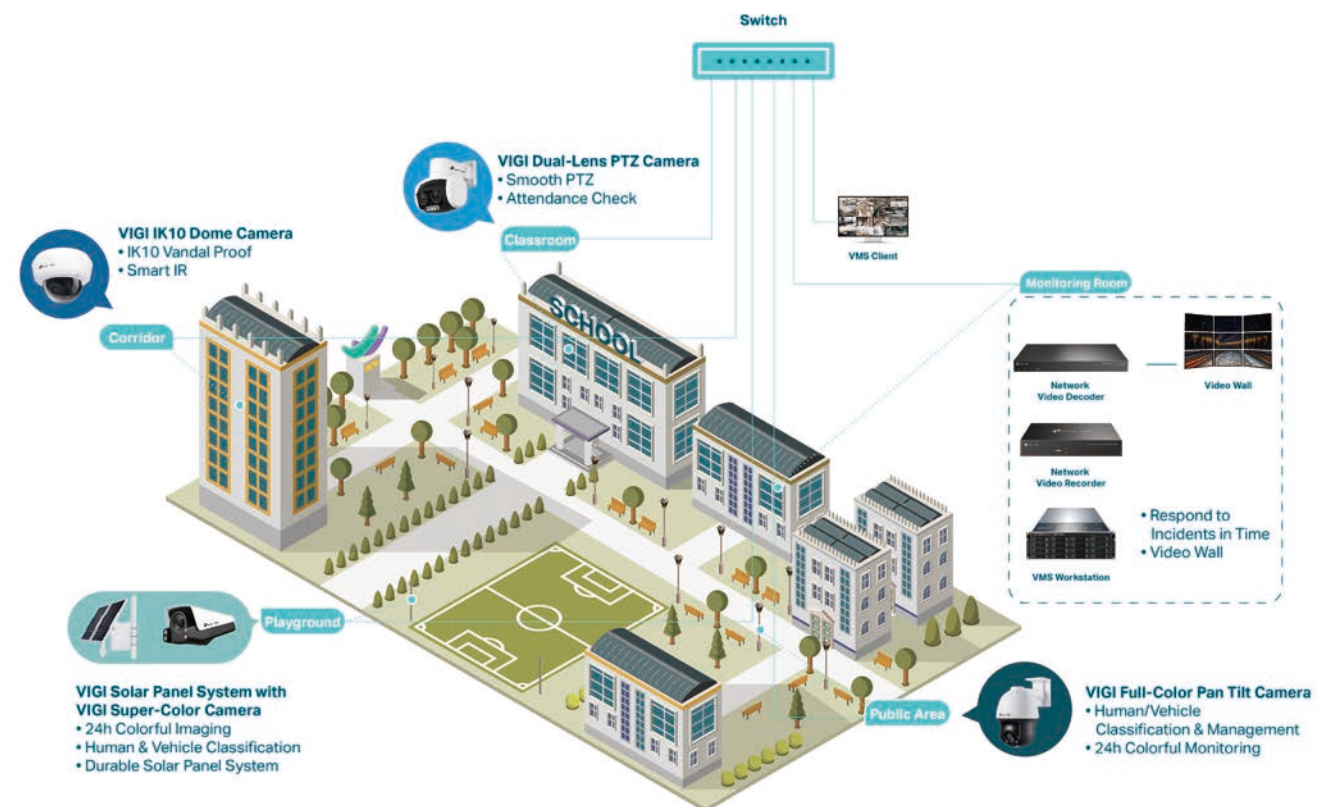 Switch
VIGI Dual-Lens PTZ Camera
• Smooth PTZ
• Attendance Check
Classroom
VMS Client
VIGI IK10 Dome Camera
• IK10 Vandal Proof
• Smart IR
Corridor
SCHOOL
Monitoring Room
Network
Video Decoder
Video Wall
Network
Video Recorder
VMS Workstation
• Respond to
Incidents in Time
• Video Wall
Playground
VIGI Solar Panel System with
VIGI Super-Color Camera
• 24h Colorful Imaging
• Human & Vehicle Classification
• Durable Solar Panel System
Public Area
VIGI Full-Color Pan Tilt Camera
• Human/Vehicle
Classification & Management
• 24h Colorful Monitoring